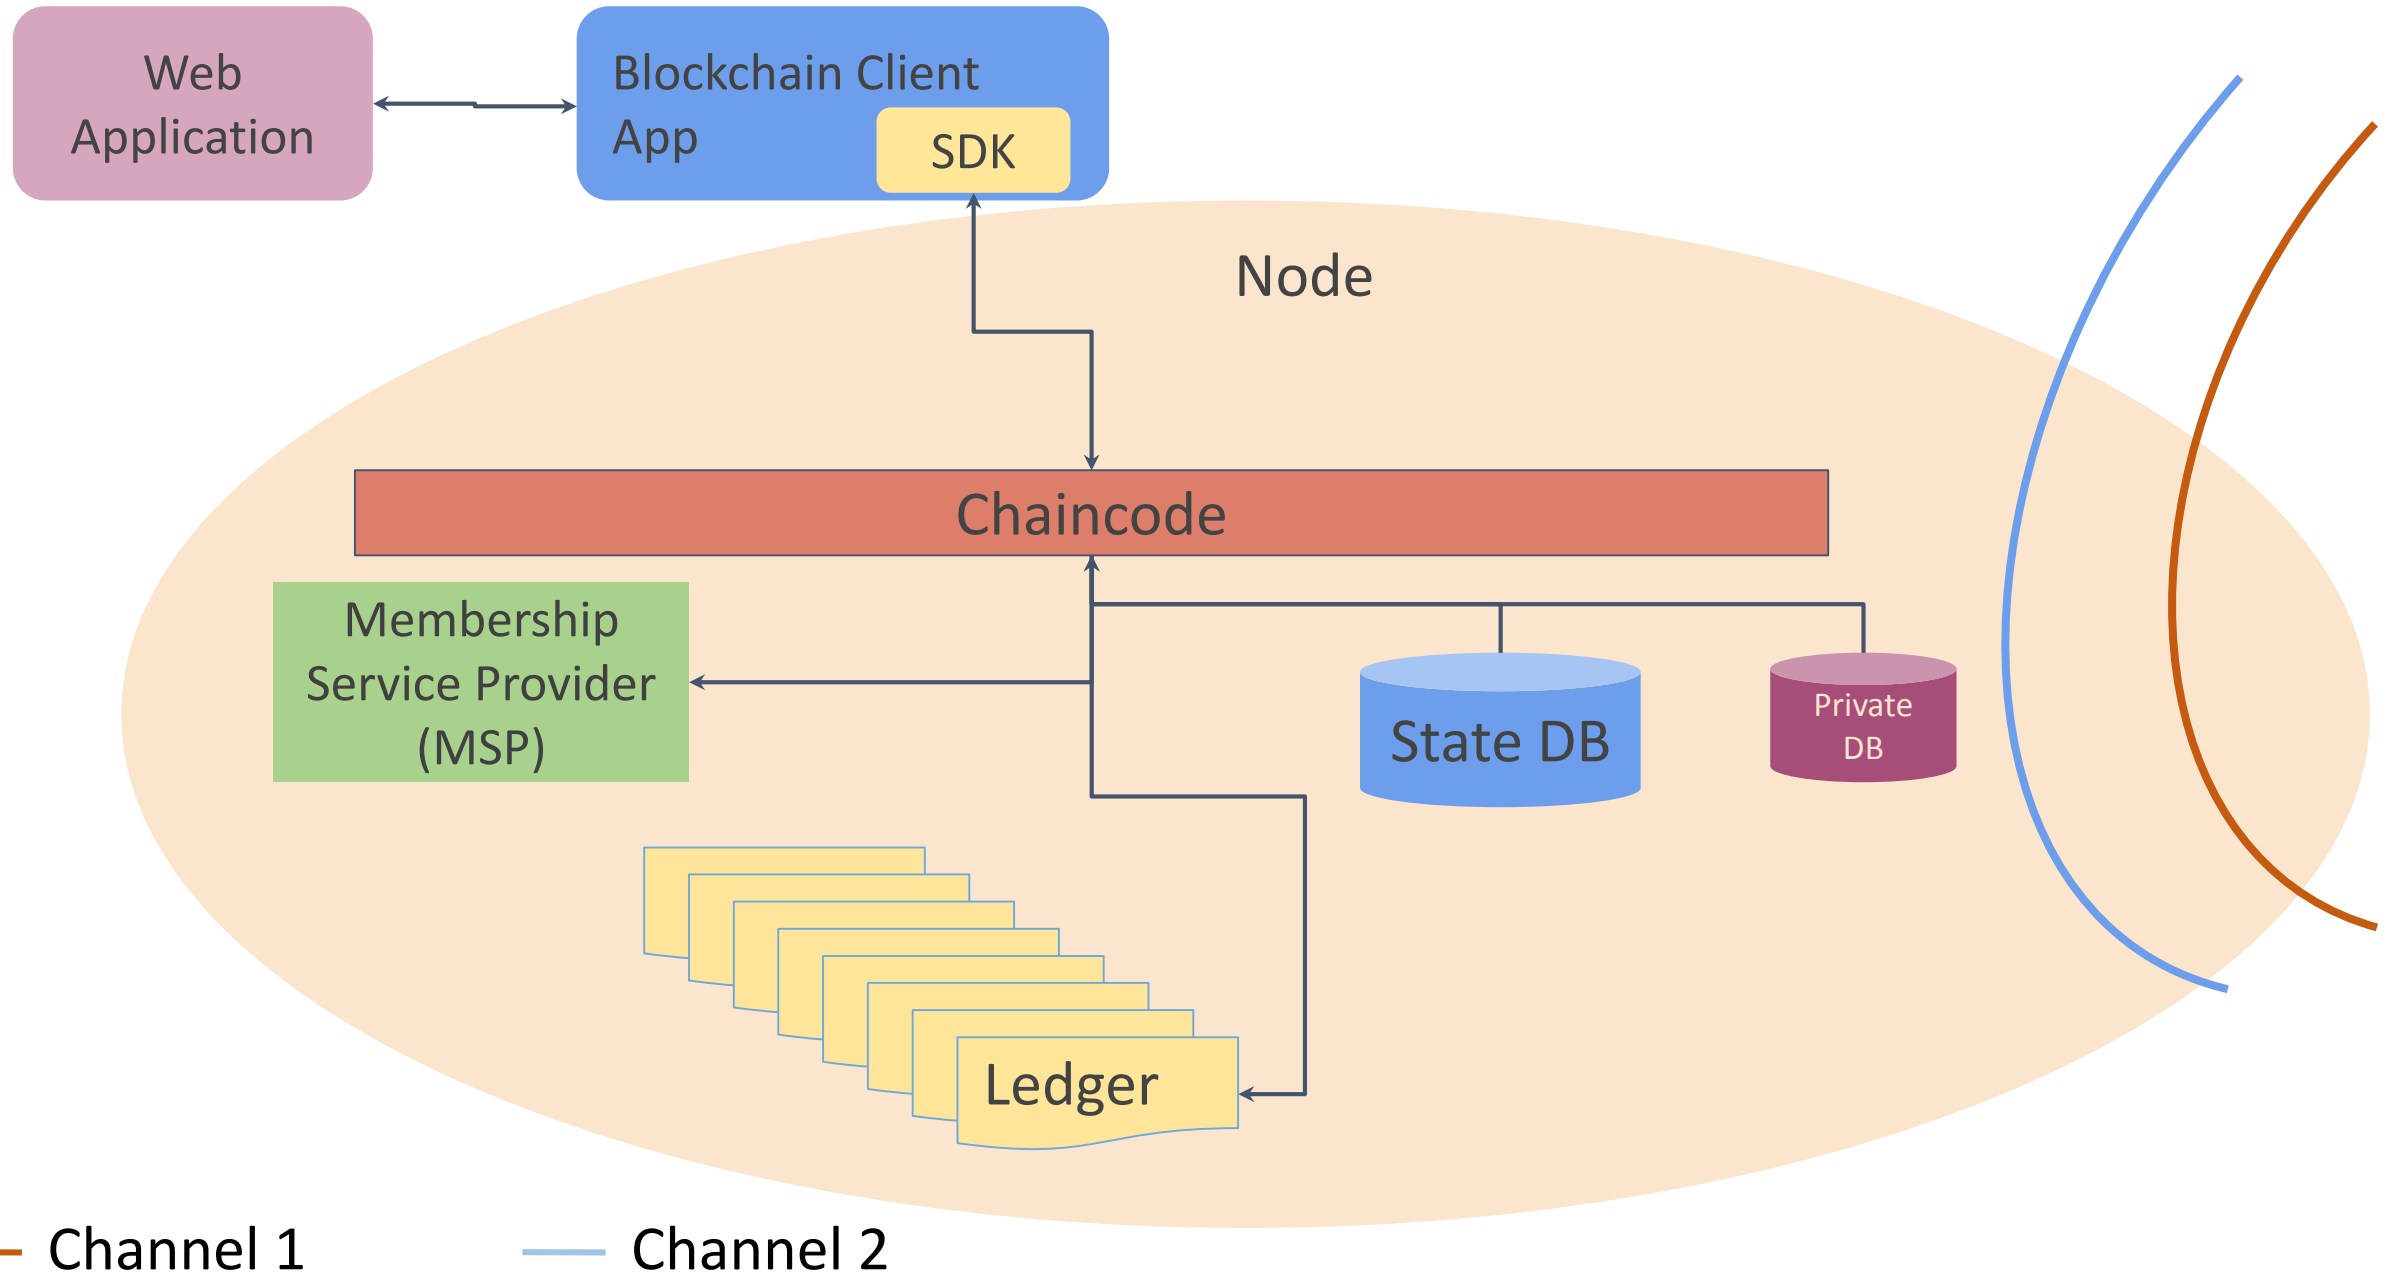 Web
Application
Blockchain Client
App
SDK
Node
Chaincode
Membership
Service Provider
(MSP)
State DB
Private
DB
Ledger
Channel 1
Channel 2